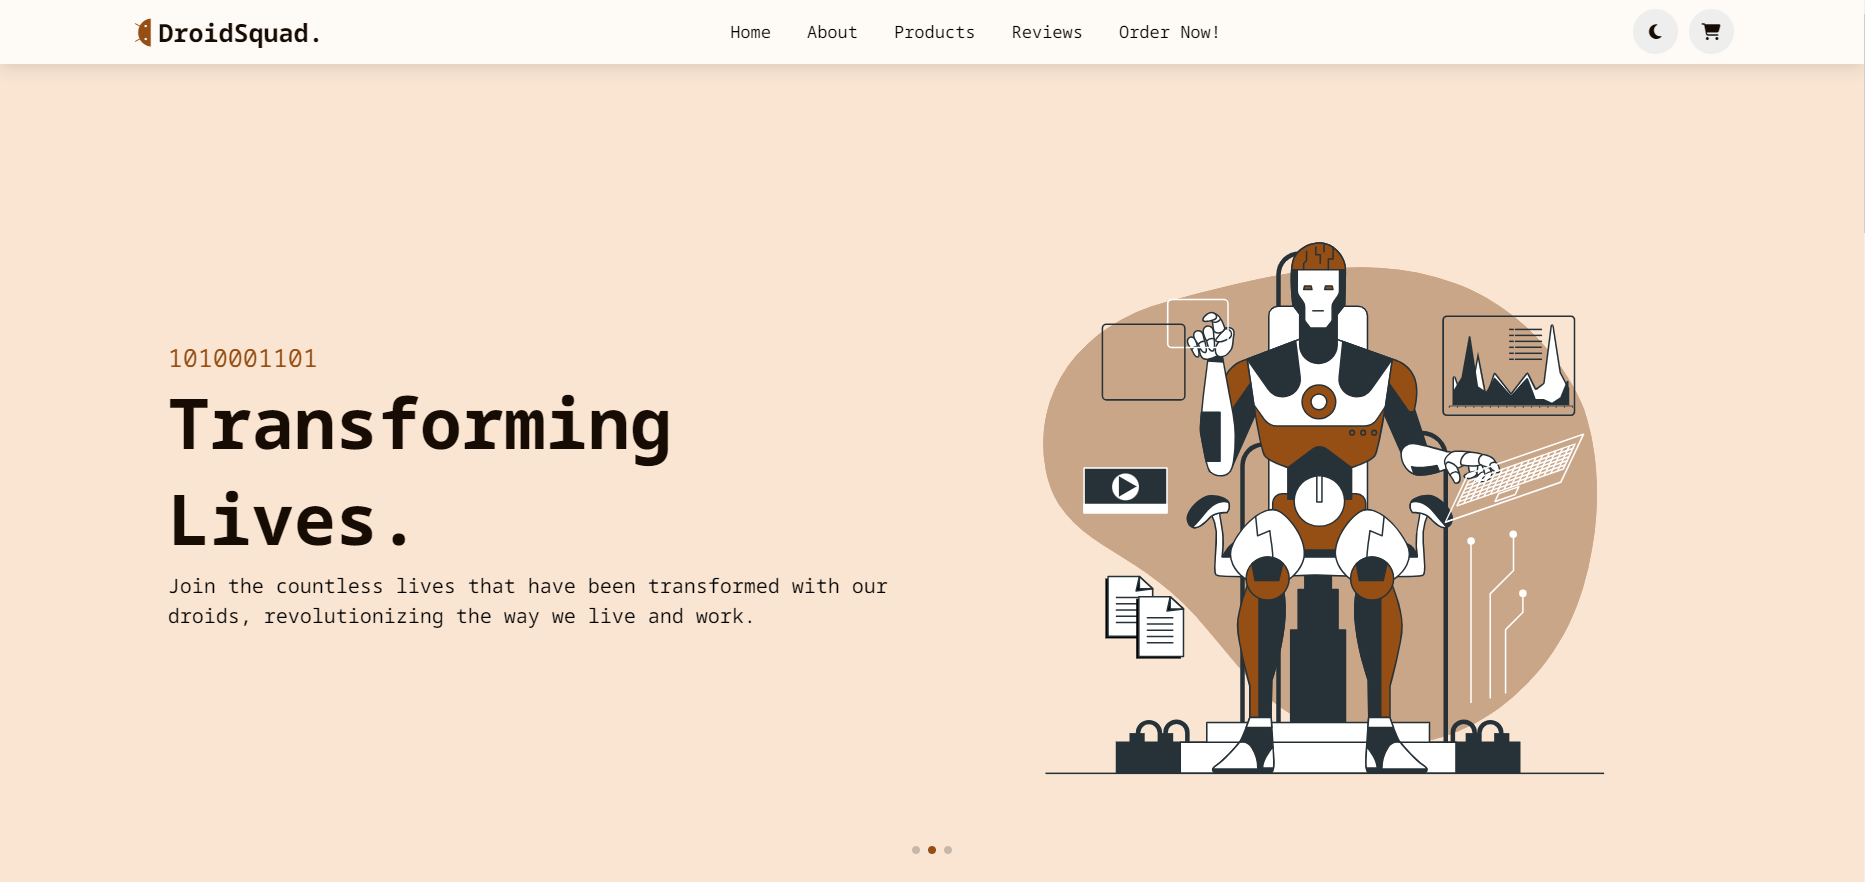 DroidSquad.
Home About Products Reviews Order Now!
1010001101
Transforming
Lives.
Join the countless lives that have been transformed with our
droids, revolutionizing the way we live and work.